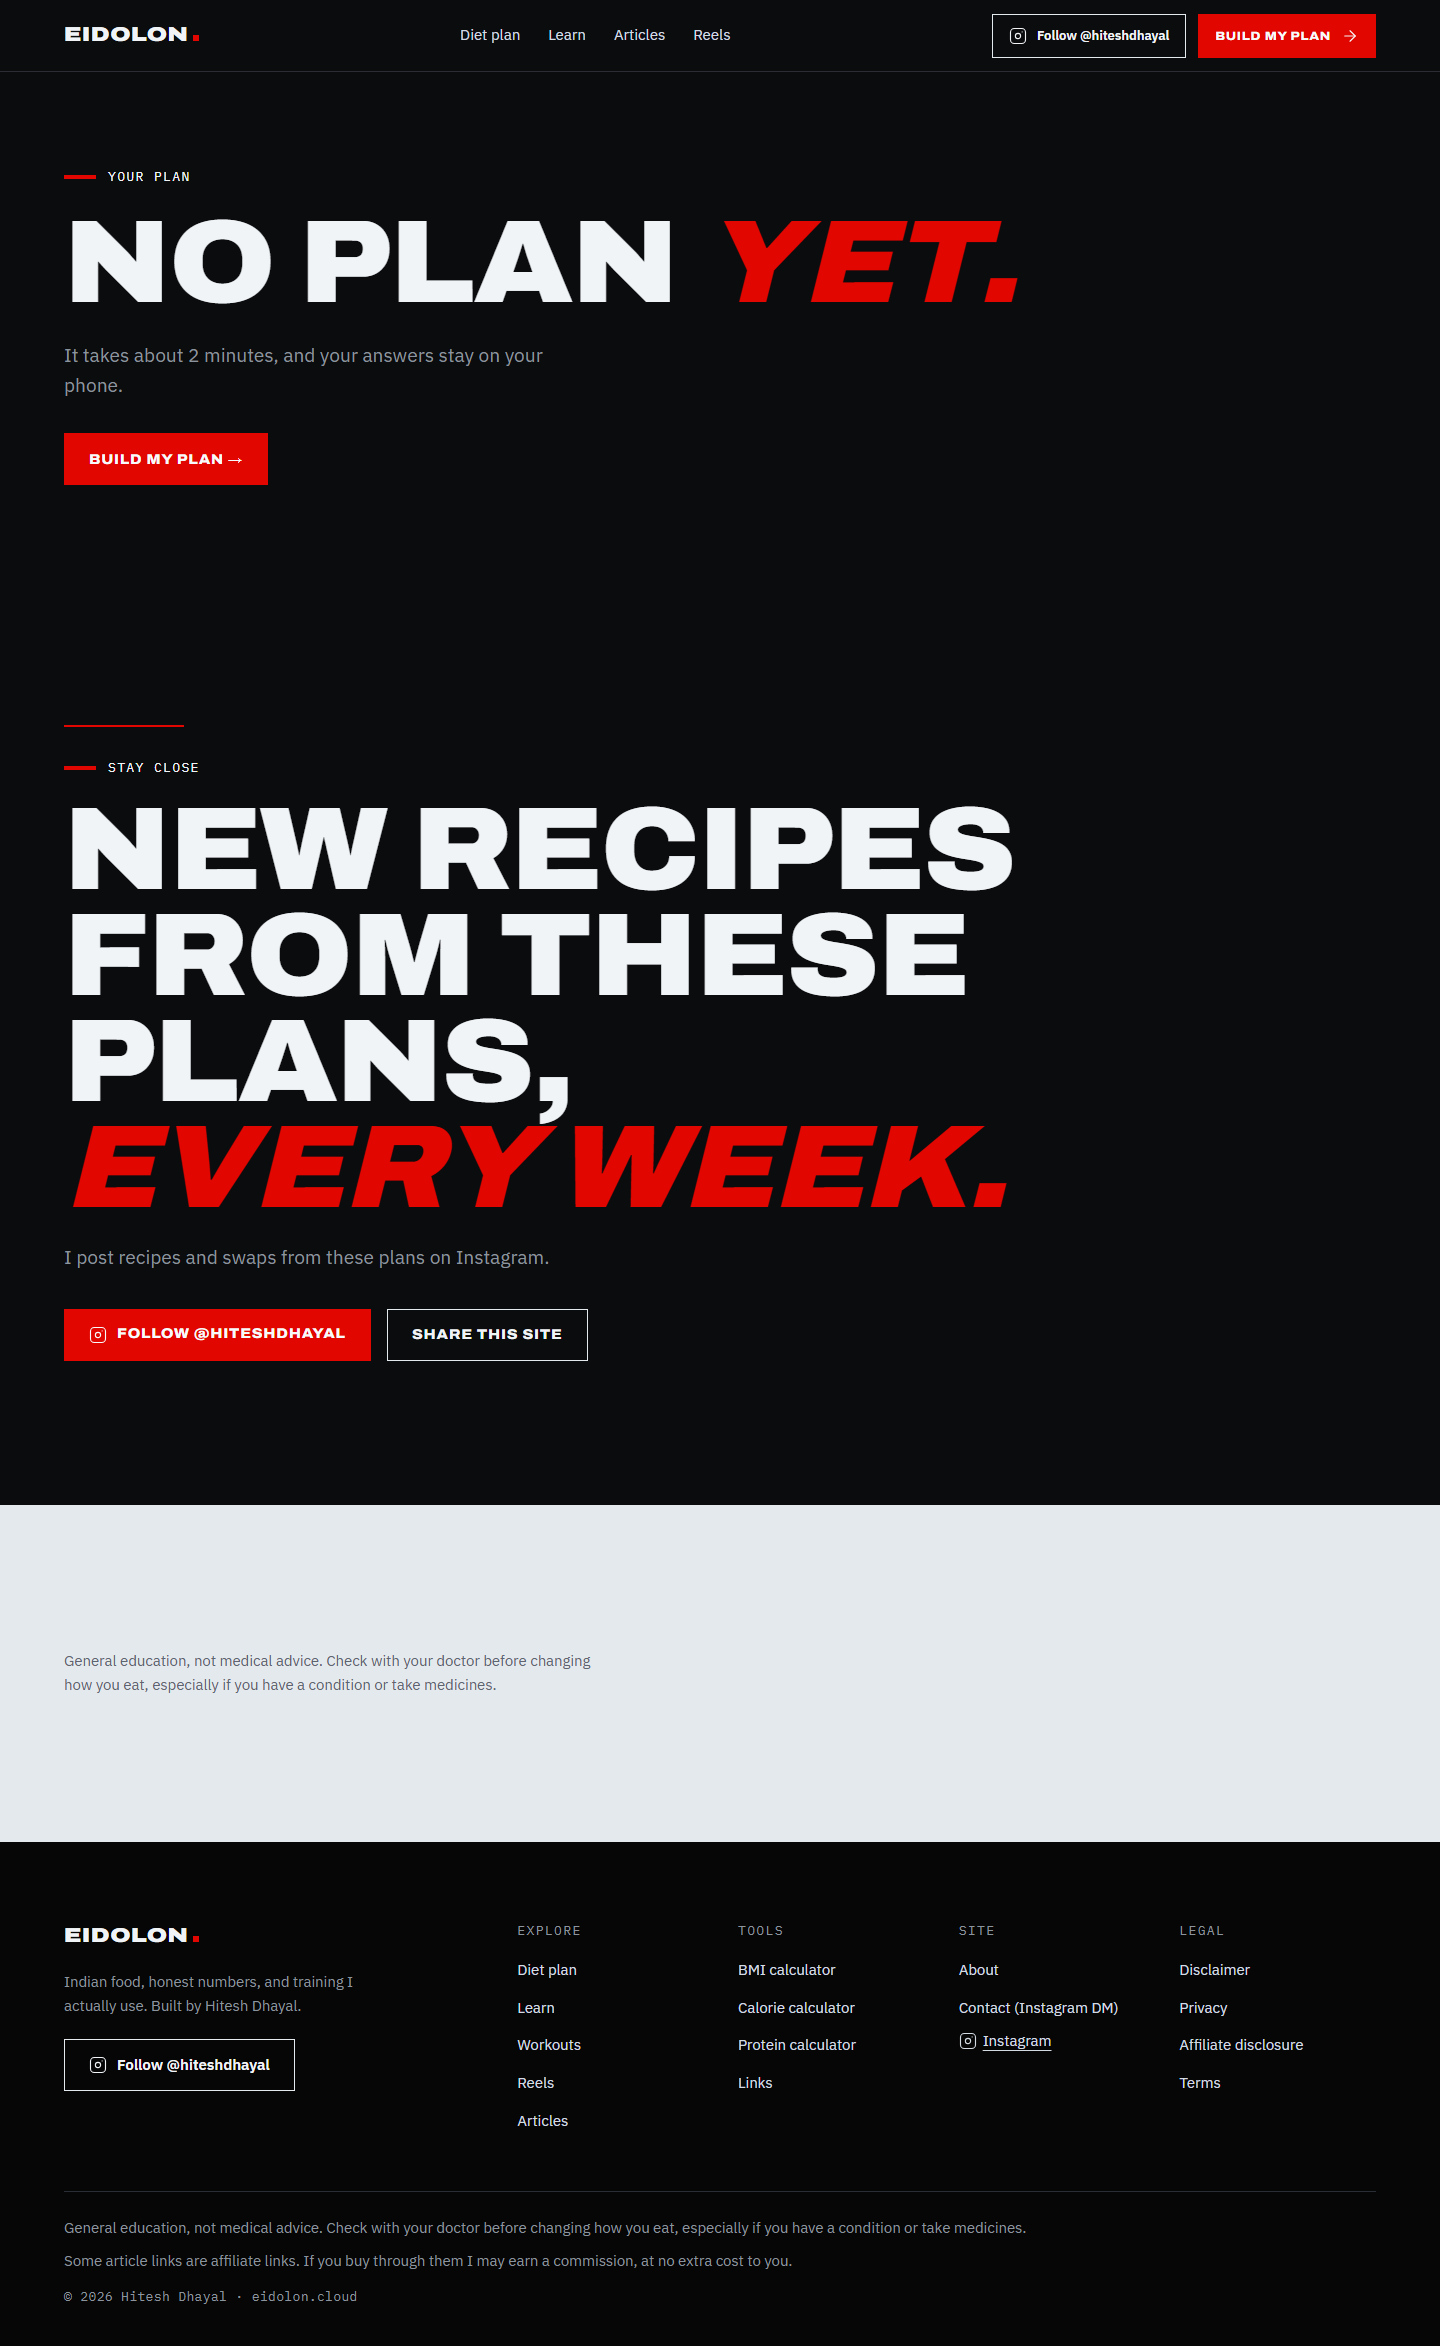 EIDOLON.
Diet plan
Learn
Articles
Reels
Follow @hiteshdhayal
BUILD MY PLAN →
YOUR PLAN
NO PLAN YET.
It takes about 2 minutes, and your answers stay on your
phone.
BUILD MY PLAN →
STAY CLOSE
NEW RECIPES
FROM THESE
PLANS,
EVERY WEEK.
I post recipes and swaps from these plans on Instagram.
FOLLOW @HITESHDHAYAL
SHARE THIS SITE
General education, not medical advice. Check with your doctor before changing
how you eat, especially if you have a condition or take medicines.
EIDOLON.
Indian food, honest numbers, and training I
actually use. Built by Hitesh Dhayal.
Follow @hiteshdhayal
EXPLORE
Diet plan
Learn
Workouts
Reels
Articles
TOOLS
BMI calculator
Calorie calculator
Protein calculator
Links
SITE
About
Contact (Instagram DM)
Instagram
LEGAL
Disclaimer
Privacy
Affiliate disclosure
Terms
General education, not medical advice. Check with your doctor before changing how you eat, especially if you have a condition or take medicines.
Some article links are affiliate links. If you buy through them I may earn a commission, at no extra cost to you.
© 2026 Hitesh Dhayal · eidolon.cloud